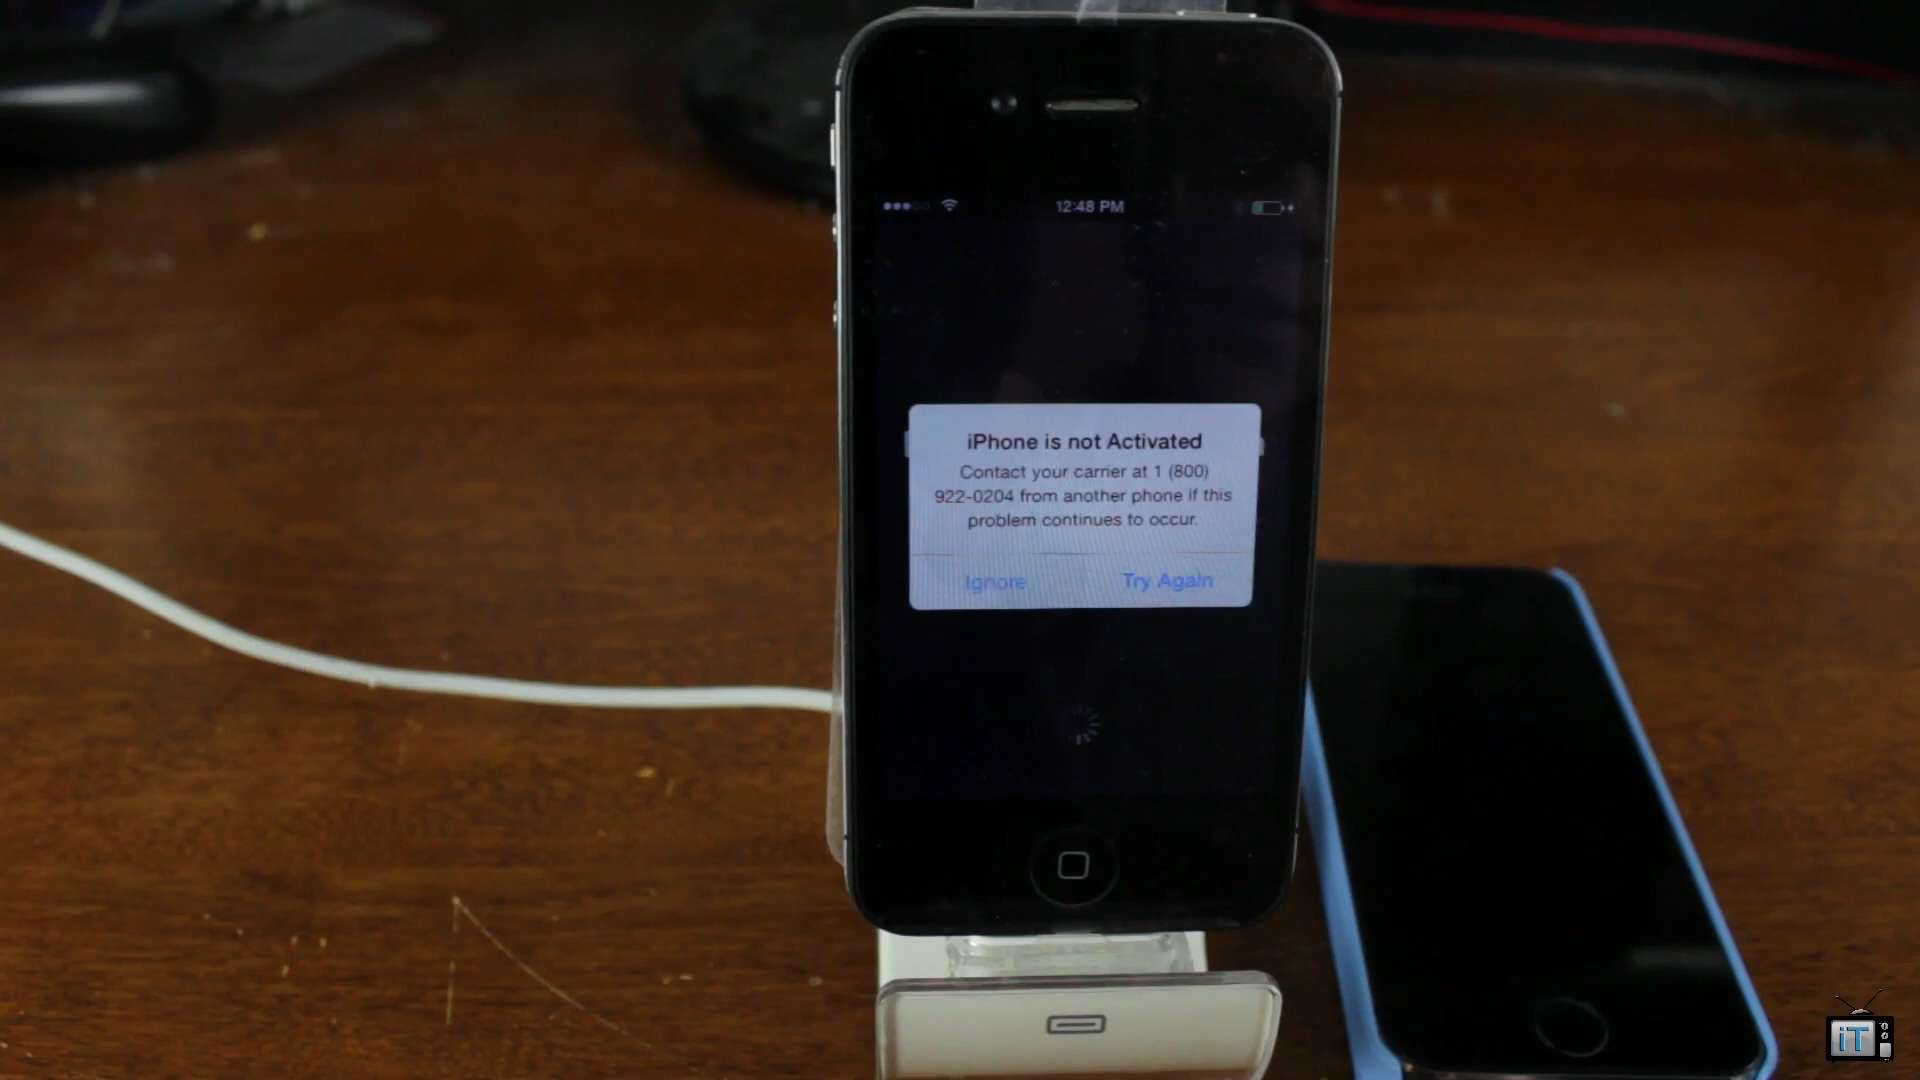 12:48 PM
iPhone is not Activated
Contact your carrier at 1 (800)
922-0204 from another phone if this
problem continues to occur.
Ignore Try Again
iT